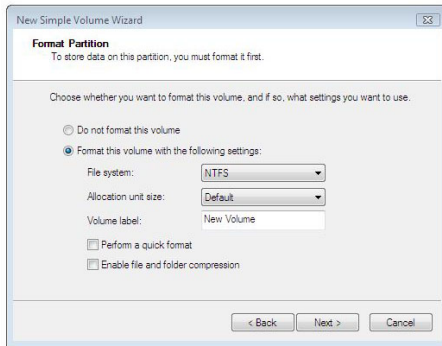 New Simple Volume Wizard
Format Partition
To store data on this partition, you must format it first.
Choose whether you want to format this volume, and if so, what settings you want to use.
Do not format this volume
Format this volume with the following settings:
File system: NTFS
Allocation unit size: Default
Volume label: New Volume
Perform a quick format
Enable file and folder compression
< Back Next > Cancel